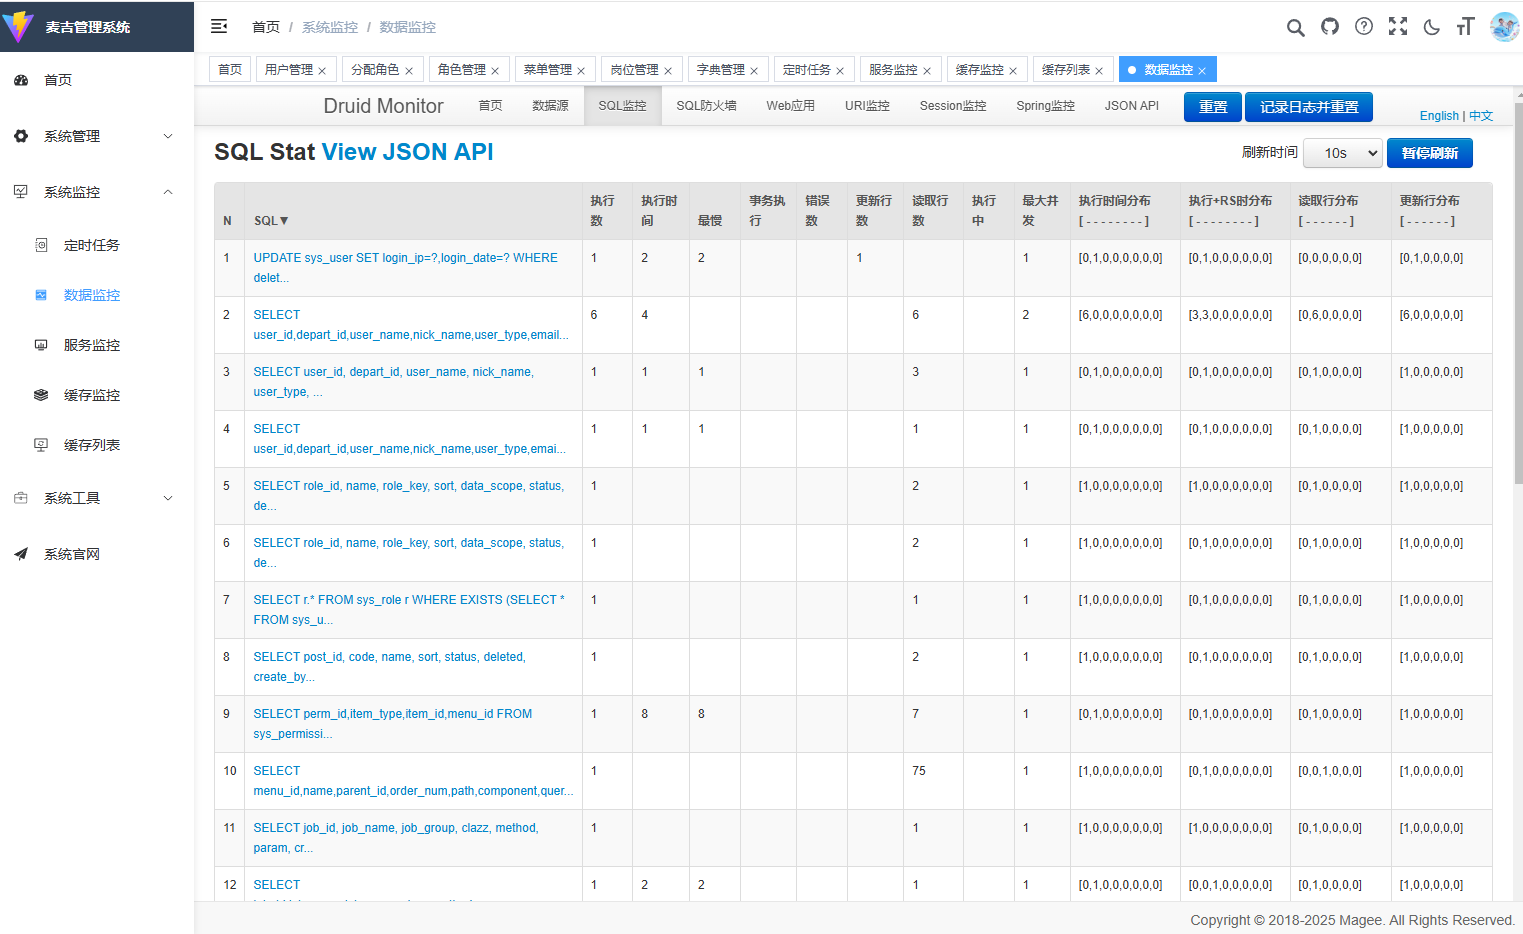 麦吉管理系统
首页 / 系统监控 / 数据监控
首页
系统管理
系统监控
定时任务
数据监控
服务监控
缓存监控
缓存列表
系统工具
系统官网
首页 用户管理 × 分配角色 × 角色管理 × 菜单管理 × 岗位管理 × 字典管理 × 定时任务 × 服务监控 × 缓存监控 × 缓存列表 × 数据监控 ×
Druid Monitor 首页 数据源 SQL监控 SQL防火墙 Web应用 URI监控 Session监控 Spring监控 JSON API 重置 记录日志并重置
English | 中文
SQL Stat View JSON API
刷新时间 10s 暂停刷新
N SQL▼ 执行数 执行时间 最慢 事务执行 错误数 更新行数 读取行数 执行中 最大并发 执行时间分布 [ - - - - - - - - ] 执行+RS时分布 [ - - - - - - - - ] 读取行分布 [ - - - - - - ] 更新行分布 [ - - - - - - ]
1 UPDATE sys_user SET login_ip=?,login_date=? WHERE 1 2 2 1 1 [0,1,0,0,0,0,0,0] [0,1,0,0,0,0,0,0] [0,0,0,0,0,0] [0,1,0,0,0,0]
delet...
2 SELECT 6 4 6 2 [6,0,0,0,0,0,0,0] [3,3,0,0,0,0,0,0] [0,6,0,0,0,0] [6,0,0,0,0,0]
user_id,depart_id,user_name,nick_name,user_type,email...
3 SELECT user_id, depart_id, user_name, nick_name, 1 1 1 3 1 [0,1,0,0,0,0,0,0] [0,1,0,0,0,0,0,0] [0,1,0,0,0,0] [1,0,0,0,0,0]
user_type, ...
4 SELECT 1 1 1 1 1 [0,1,0,0,0,0,0,0] [0,1,0,0,0,0,0,0] [0,1,0,0,0,0] [1,0,0,0,0,0]
user_id,depart_id,user_name,nick_name,user_type,emai...
5 SELECT role_id, name, role_key, sort, data_scope, status, 1 2 1 [1,0,0,0,0,0,0,0] [1,0,0,0,0,0,0,0] [0,1,0,0,0,0] [1,0,0,0,0,0]
de...
6 SELECT role_id, name, role_key, sort, data_scope, status, 1 2 1 [1,0,0,0,0,0,0,0] [0,1,0,0,0,0,0,0] [0,1,0,0,0,0] [1,0,0,0,0,0]
de...
7 SELECT r.* FROM sys_role r WHERE EXISTS (SELECT * 1 1 1 [1,0,0,0,0,0,0,0] [0,1,0,0,0,0,0,0] [0,1,0,0,0,0] [1,0,0,0,0,0]
FROM sys_u...
8 SELECT post_id, code, name, sort, status, deleted, 1 2 1 [1,0,0,0,0,0,0,0] [0,1,0,0,0,0,0,0] [0,1,0,0,0,0] [1,0,0,0,0,0]
create_by...
9 SELECT perm_id,item_type,item_id,menu_id FROM 1 8 8 7 1 [0,1,0,0,0,0,0,0] [0,1,0,0,0,0,0,0] [0,1,0,0,0,0] [1,0,0,0,0,0]
sys_permissi...
10 SELECT 1 75 1 [1,0,0,0,0,0,0,0] [0,1,0,0,0,0,0,0] [0,0,1,0,0,0] [1,0,0,0,0,0]
menu_id,name,parent_id,order_num,path,component,quer...
11 SELECT job_id, job_name, job_group, clazz, method, 1 1 1 [1,0,0,0,0,0,0,0] [1,0,0,0,0,0,0,0] [0,1,0,0,0,0] [1,0,0,0,0,0]
param, cr...
12 SELECT 1 2 2 1 1 [0,1,0,0,0,0,0,0] [0,0,1,0,0,0,0,0] [0,1,0,0,0,0] [1,0,0,0,0,0]
Copyright © 2018-2025 Magee. All Rights Reserved.